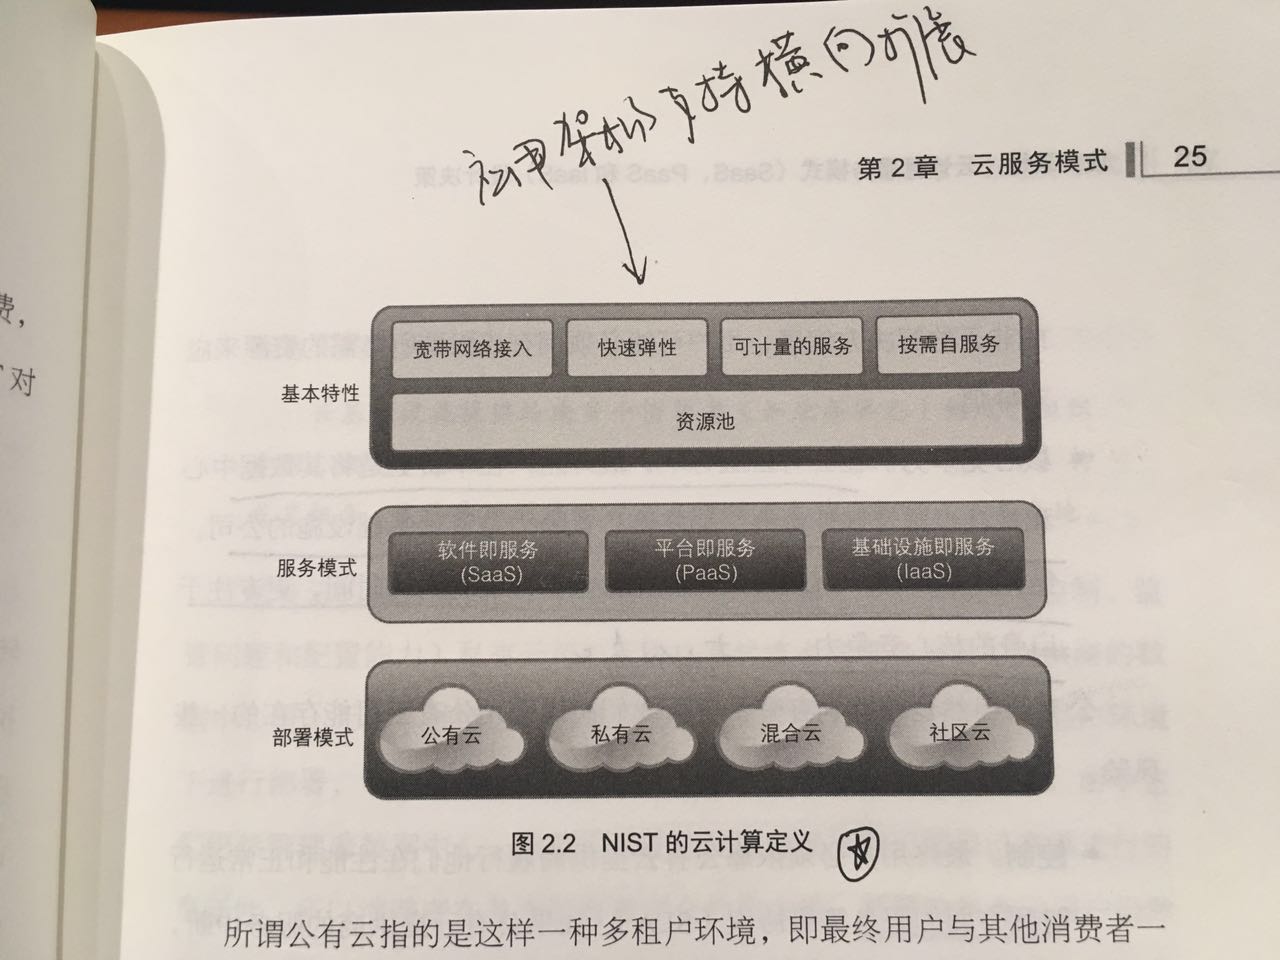 应用架构支持横向扩展
第2章 云服务模式 25
费，
对
宽带网络接入 快速弹性 可计量的服务 按需自服务
基本特性
资源池
服务模式
软件即服务 平台即服务 基础设施即服务
(SaaS) (PaaS) (IaaS)
部署模式
公有云 私有云 混合云 社区云
图 2.2 NIST 的云计算定义
所谓公有云指的是这样一种多租户环境，即最终用户与其他消费者一